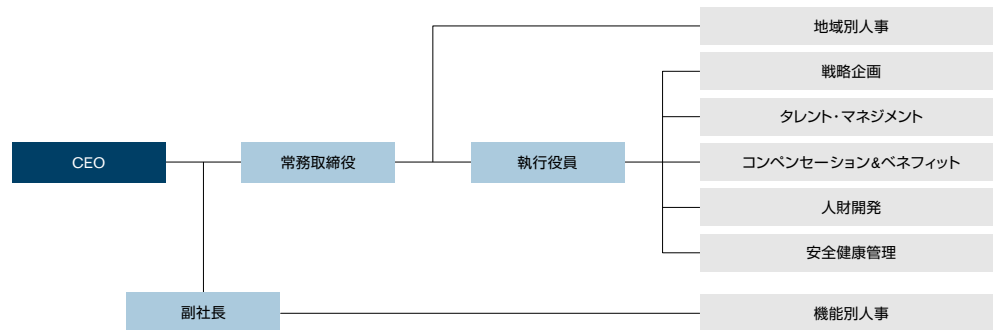 地域別人事
戦略企画
タレント・マネジメント
CEO
常務取締役
執行役員
コンペンセーション&ベネフィット
人財開発
安全健康管理
副社長
機能別人事